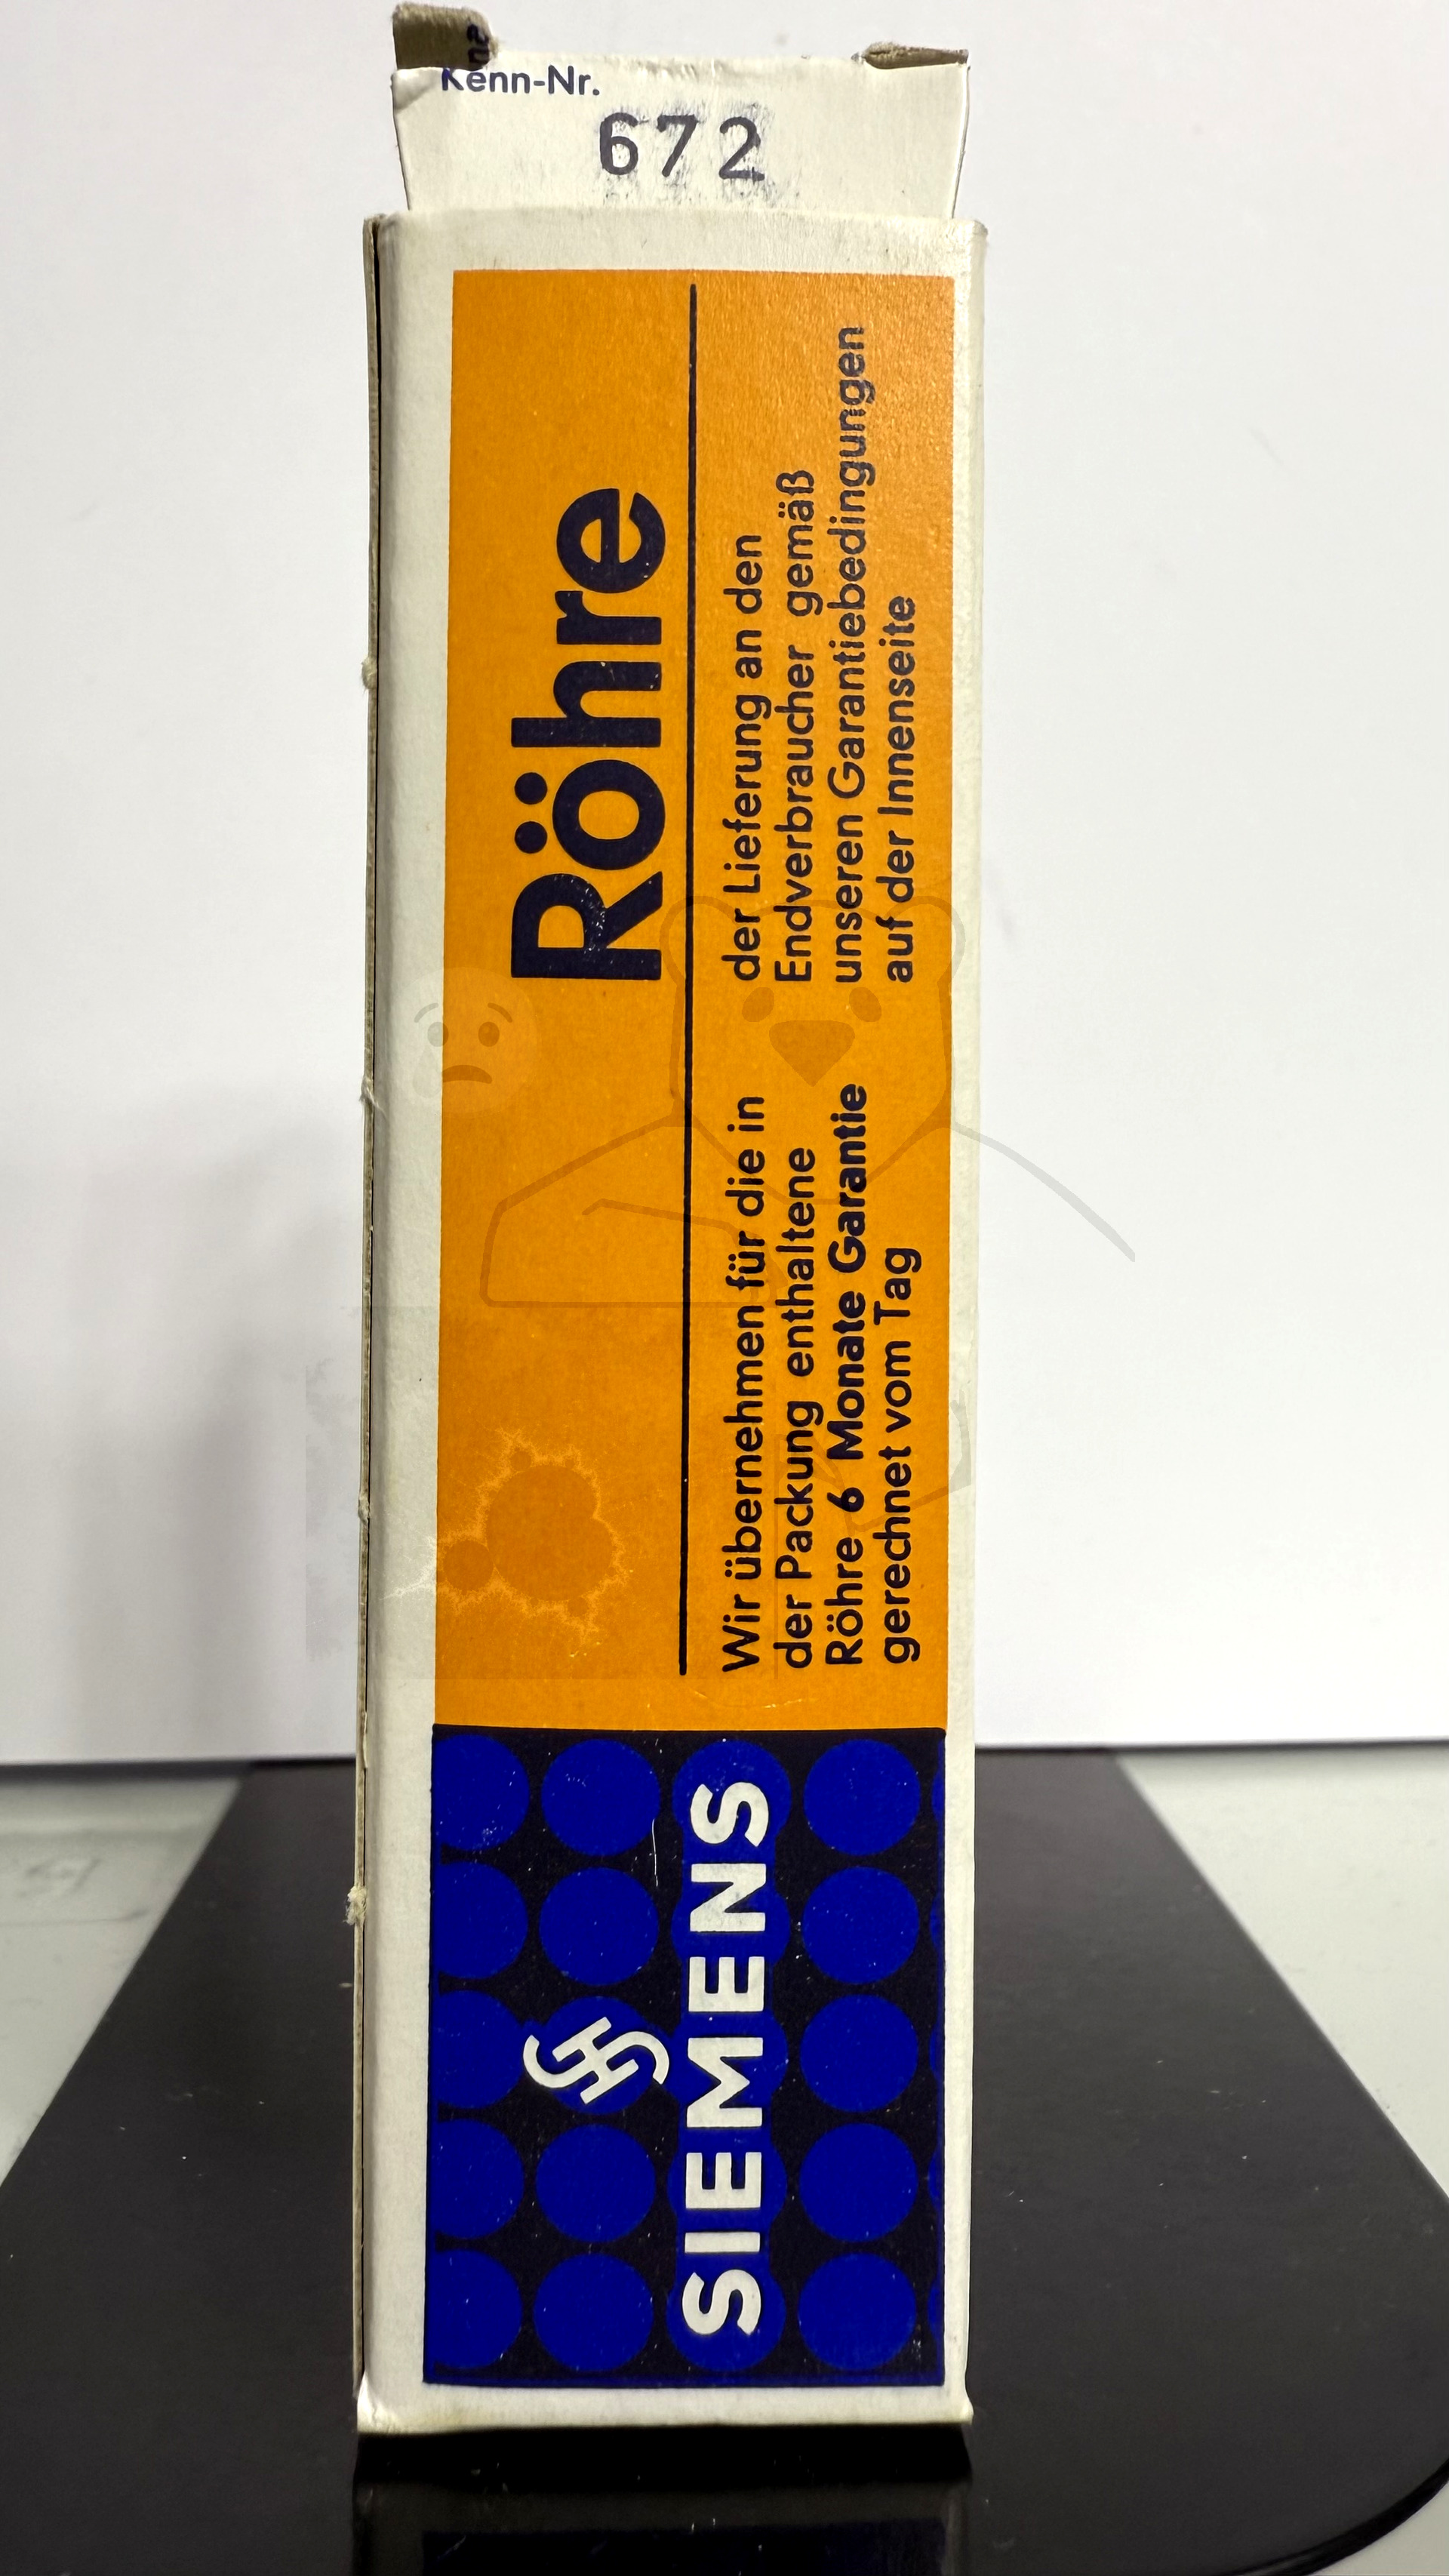 Kenn-Nr.
672
Röhre
Wir übernehmen für die in
der Packung enthaltene
Röhre 6 Monate Garantie
gerechnet vom Tag
der Lieferung an den
Endverbraucher gemäß
unseren Garantiebedingungen
auf der Innenseite
SIEMENS